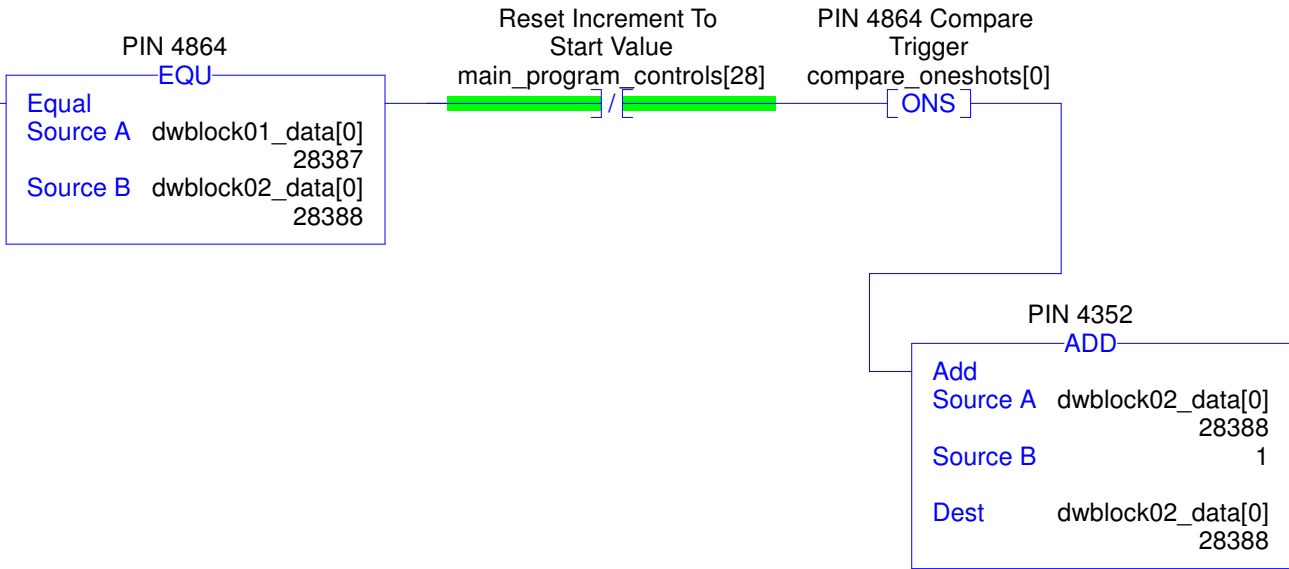 PIN 4864
EQU
Equal
Source A dwblock01_data[0]
28387
Source B dwblock02_data[0]
28388
Reset Increment To
Start Value
main_program_controls[28]
/
PIN 4864 Compare
Trigger
compare_oneshots[0]
ONS
PIN 4352
ADD
Add
Source A dwblock02_data[0]
28388
Source B 1
Dest dwblock02_data[0]
28388